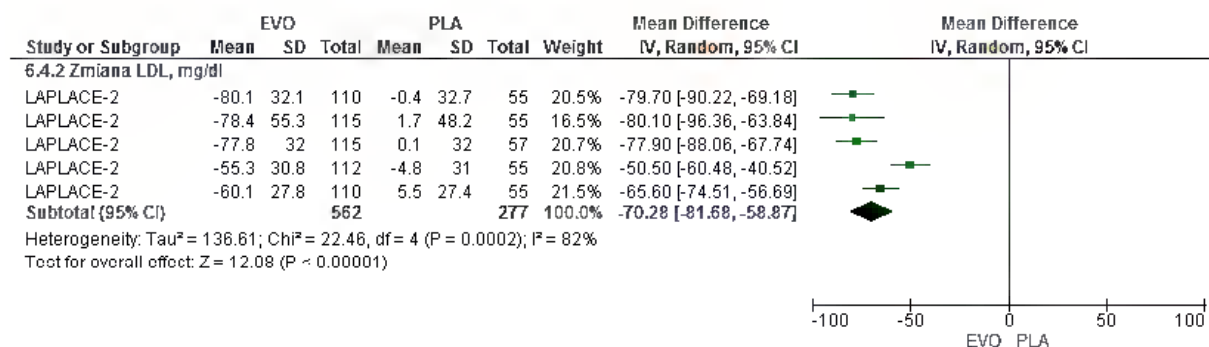 EVO PLA Mean Difference Mean Difference
Study or Subgroup Mean SD Total Mean SD Total Weight IV, Random, 95% CI IV, Random, 95% CI
6.4.2 Zmiana LDL, mg/dl
LAPLACE-2 -80.1 32.1 110 -0.4 32.7 55 20.5% -79.70 [-90.22, -69.18]
LAPLACE-2 -78.4 55.3 115 1.7 48.2 55 16.5% -80.10 [-96.36, -63.84]
LAPLACE-2 -77.8 32 115 0.1 32 57 20.7% -77.90 [-88.06, -67.74]
LAPLACE-2 -55.3 30.8 112 -4.8 31 55 20.8% -50.50 [-60.48, -40.52]
LAPLACE-2 -60.1 27.8 110 5.5 27.4 55 21.5% -65.60 [-74.51, -56.69]
Subtotal (95% CI) 562 277 100.0% -70.28 [-81.68, -58.87]
Heterogeneity: Tau² = 136.61; Chi² = 22.46, df = 4 (P = 0.0002); I² = 82%
Test for overall effect: Z = 12.08 (P < 0.00001)
-100 -50 0 50 100
EVO PLA